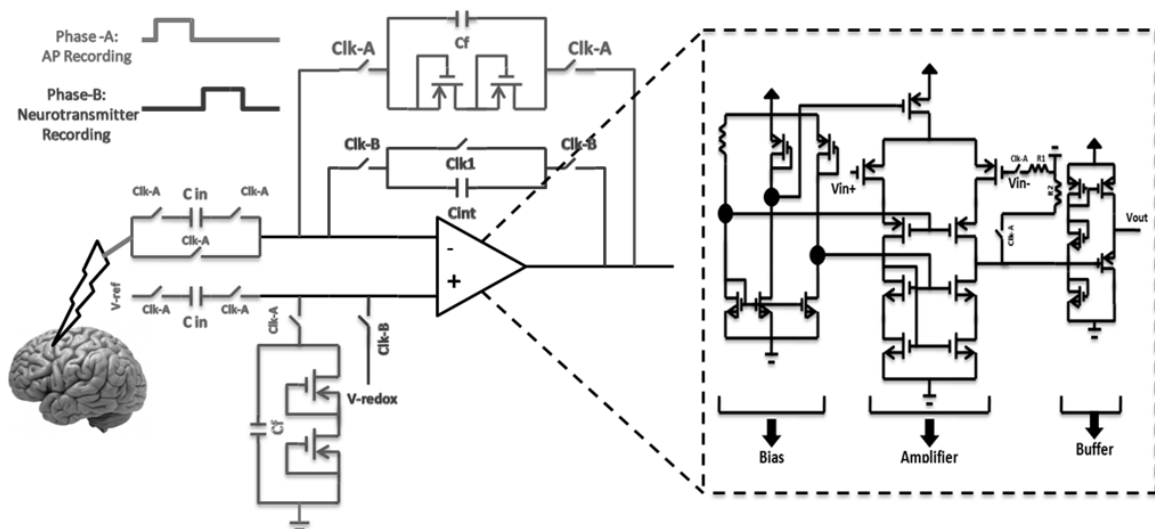 Phase -A:
AP Recording
Phase-B:
Neurotransmitter
Recording
Clk-A
Cf
Clk-A
Clk-B
Clk1
Clk-B
CInt
Clk-A
C in
Clk-A
Clk-A
-
+
V-ref
Clk-A
C in
Clk-A
Clk-A
Clk-B
V-redox
Cf
Vin+
Vin-
Clk-A
R1
R2
Clk-A
Vout
Bias
Amplifier
Buffer